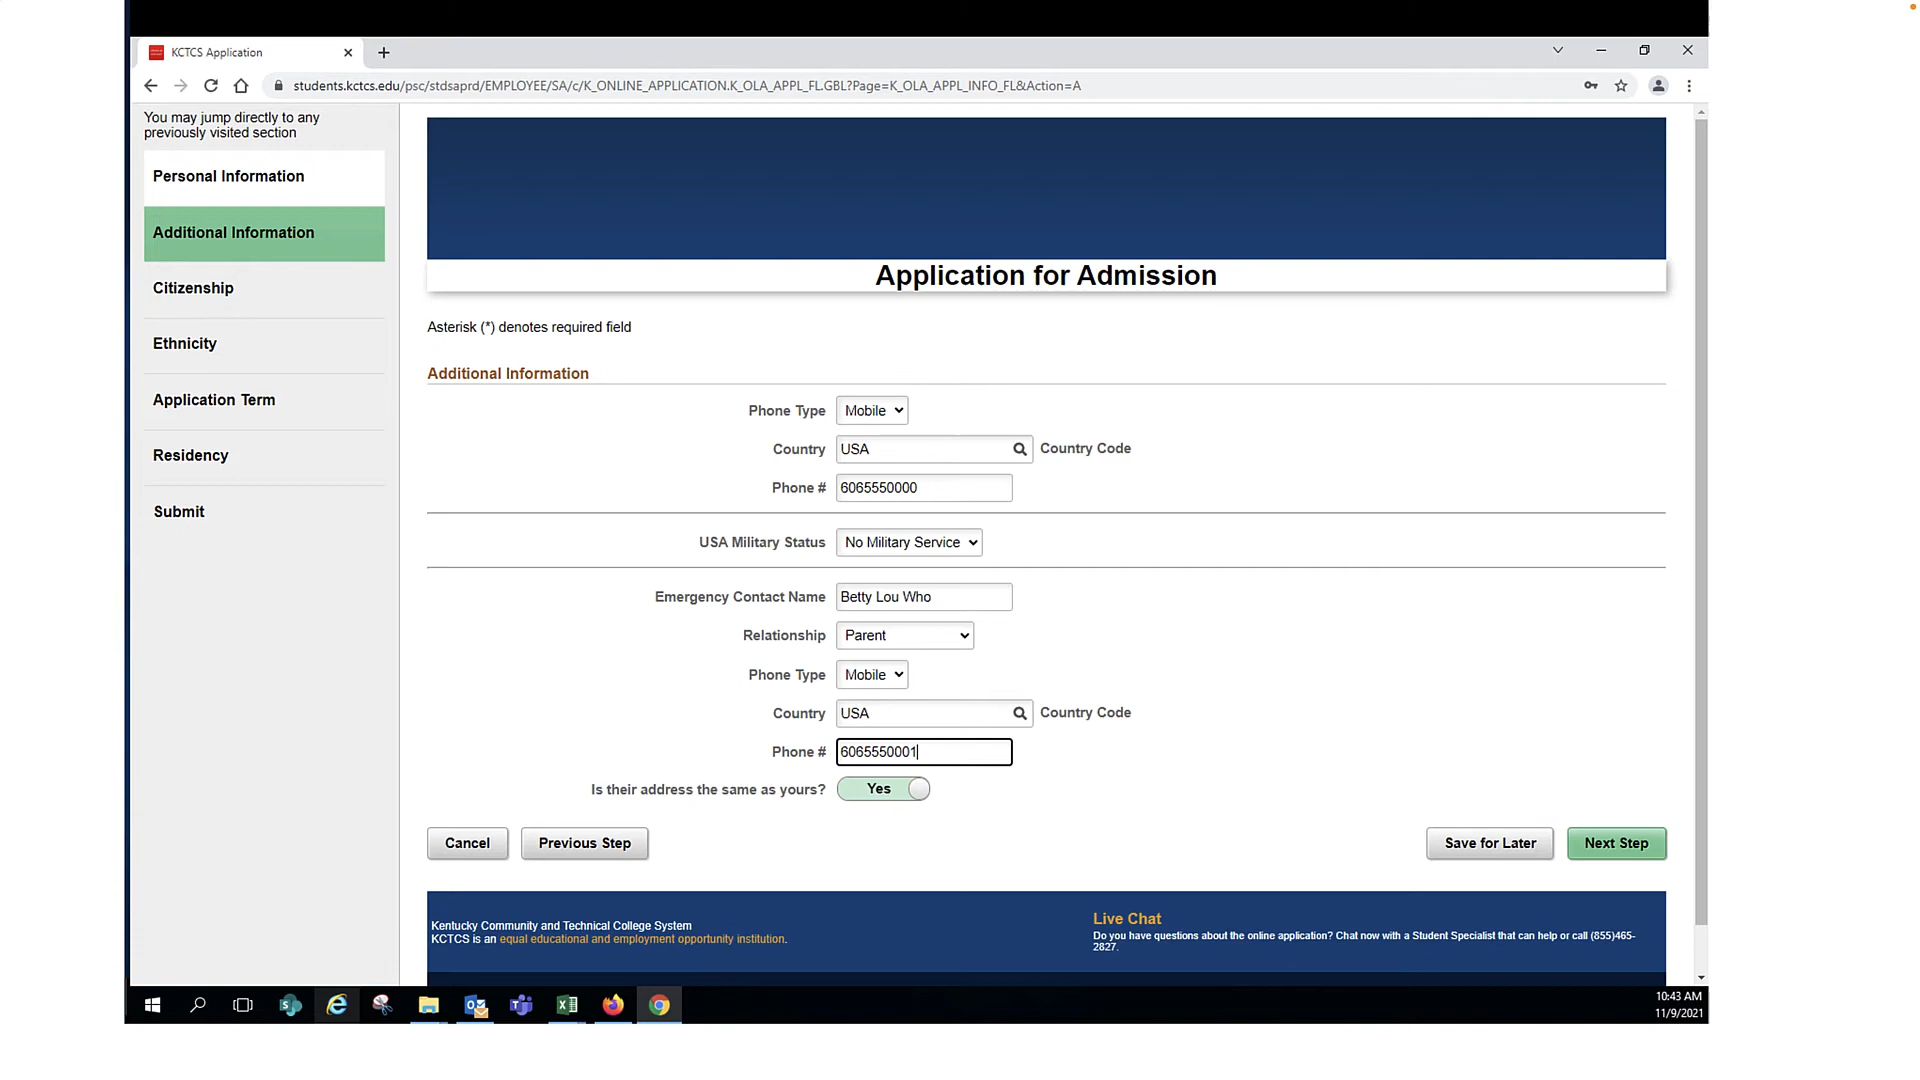 KCTCS Application
students.kctcs.edu/psc/stdsaprd/EMPLOYEE/SA/c/K_ONLINE_APPLICATION.K_OLA_APPL_FL.GBL?Page=K_OLA_APPL_INFO_FL&Action=A
You may jump directly to any
previously visited section
Personal Information
Additional Information
Citizenship
Ethnicity
Application Term
Residency
Submit
Application for Admission
Asterisk (*) denotes required field
Additional Information
Phone Type Mobile
Country USA Country Code
Phone # 6065550000
USA Military Status No Military Service
Emergency Contact Name Betty Lou Who
Relationship Parent
Phone Type Mobile
Country USA Country Code
Phone # 6065550001
Is their address the same as yours? Yes
Cancel Previous Step Save for Later Next Step
Kentucky Community and Technical College System
KCTCS is an equal educational and employment opportunity institution.
Live Chat
Do you have questions about the online application? Chat now with a Student Specialist that can help or call (855)465-
2827.
10:43 AM
11/9/2021